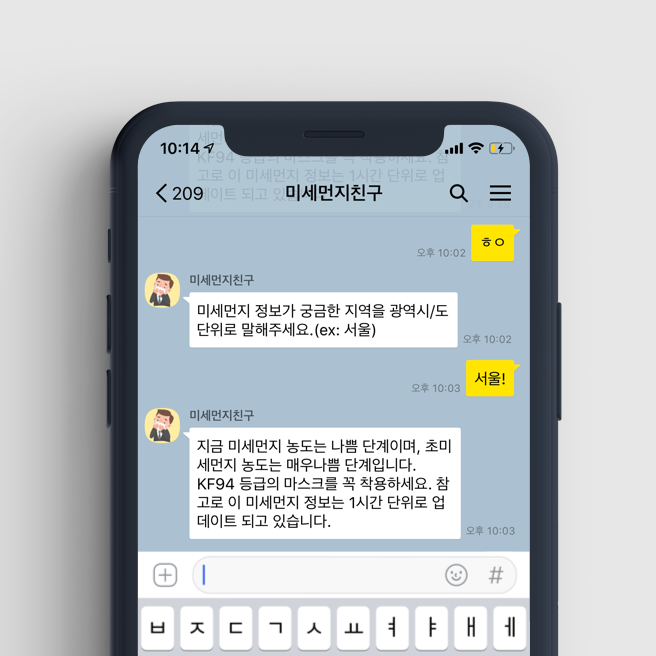 10:14
세먼
KF94 등급의 마스크를 꼭 착용하세요. 참
고로 이 미세먼지 정보는 1시간 단위로 업
데이트 되고 있
209
미세먼지친구
ㅎㅇ
오후 10:02
미세먼지친구
미세먼지 정보가 궁금한 지역을 광역시/도
단위로 말해주세요.(ex: 서울)
오후 10:02
서울!
오후 10:03
미세먼지친구
지금 미세먼지 농도는 나쁨 단계이며, 초미
세먼지 농도는 매우나쁨 단계입니다.
KF94 등급의 마스크를 꼭 착용하세요. 참
고로 이 미세먼지 정보는 1시간 단위로 업
데이트 되고 있습니다.
오후 10:03
#
ㅂ ㅈ ㄷ ㄱ ㅅ ㅛ ㅕ ㅑ ㅐ ㅔ